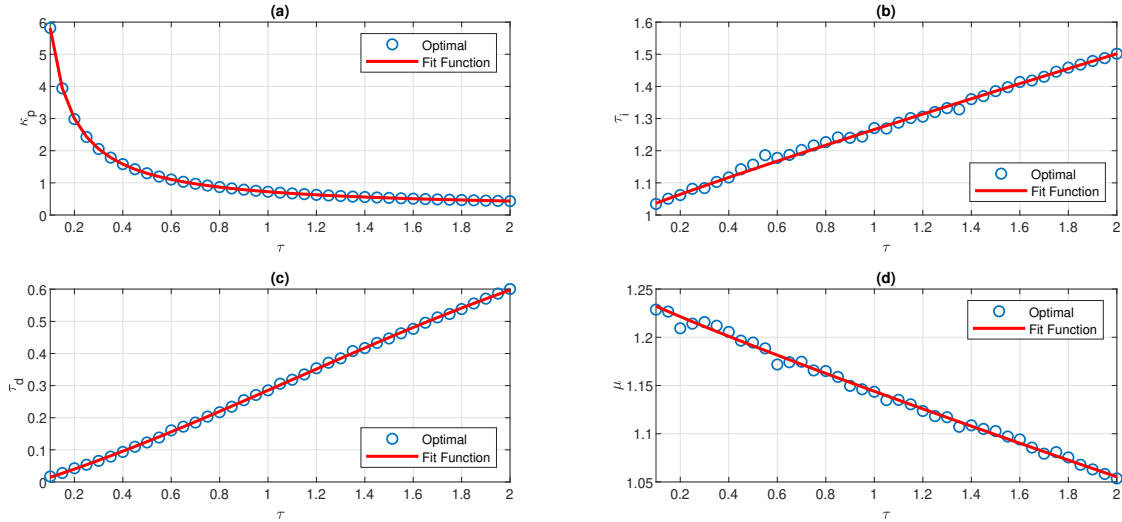 (a)
6
5
4
3
2
1
0
κp
0.2 0.4 0.6 0.8 1 1.2 1.4 1.6 1.8 2
τ
Optimal
Fit Function
(b)
1.6
1.5
1.4
1.3
1.2
1.1
1
τi
0.2 0.4 0.6 0.8 1 1.2 1.4 1.6 1.8 2
τ
Optimal
Fit Function
(c)
0.6
0.5
0.4
0.3
0.2
0.1
0
τd
0.2 0.4 0.6 0.8 1 1.2 1.4 1.6 1.8 2
τ
Optimal
Fit Function
(d)
1.25
1.2
1.15
1.1
1.05
μ
0.2 0.4 0.6 0.8 1 1.2 1.4 1.6 1.8 2
τ
Optimal
Fit Function